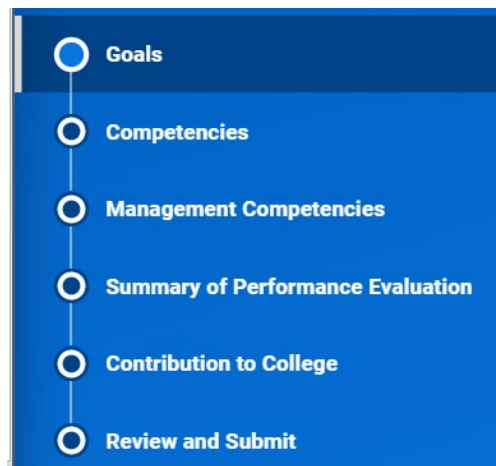 Goals
Competencies
Management Competencies
Summary of Performance Evaluation
Contribution to College
Review and Submit